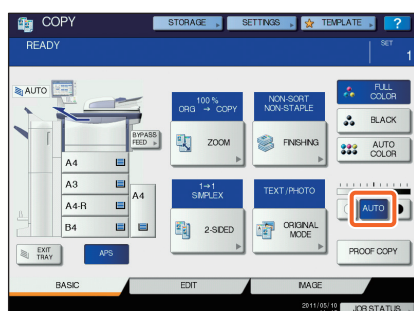 COPY
STORAGE
SETTINGS
TEMPLATE
?
READY
SET
1
AUTO
100 %
ORG → COPY
NON-SORT
NON-STAPLE
FULL
COLOR
BYPASS
FEED
ZOOM
FINISHING
BLACK
AUTO
COLOR
A4
A3
A4-R
B4
A4
1→1
SIMPLEX
TEXT/PHOTO
AUTO
2-SIDED
ORIGINAL
MODE
EXIT
TRAY
APS
PROOF COPY
BASIC
EDIT
IMAGE
2011/05/10
JOB STATUS